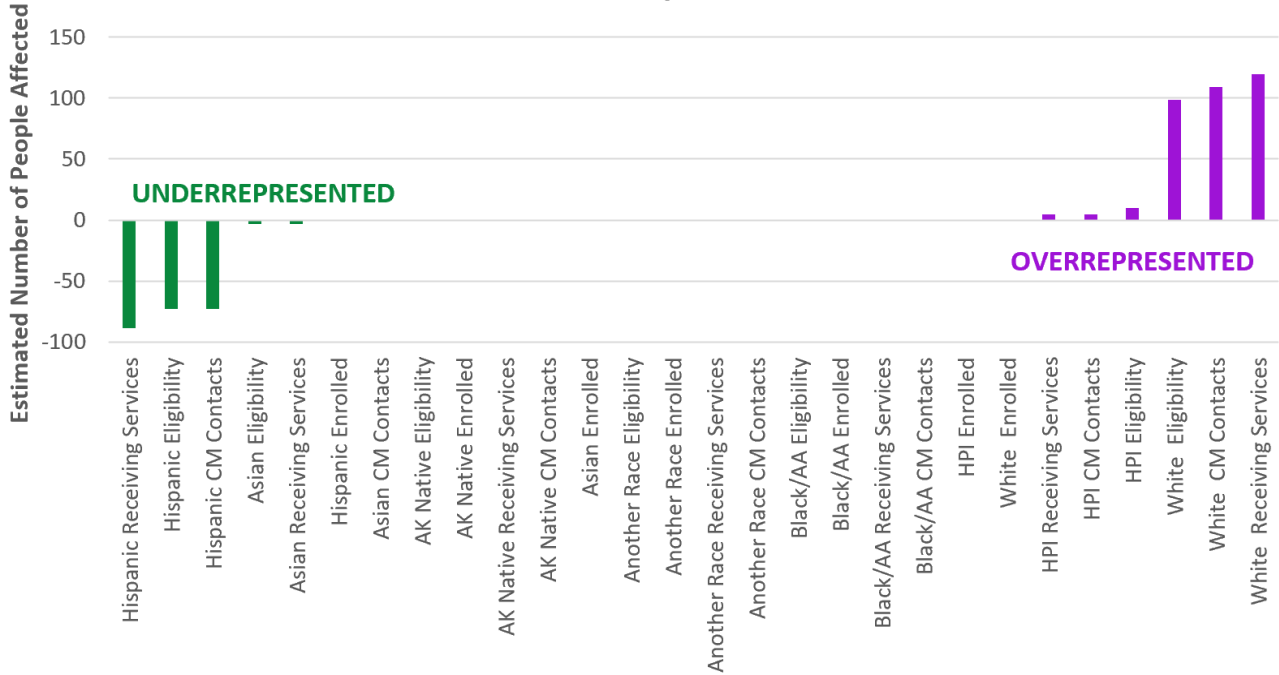 Estimated Number of People Affected
150
100
50
0
-50
-100
UNDERREPRESENTED
OVERREPRESENTED
Hispanic Receiving Services
Hispanic Eligibility
Hispanic CM Contacts
Asian Eligibility
Asian Receiving Services
Hispanic Enrolled
Asian CM Contacts
AK Native Eligibility
AK Native Enrolled
AK Native Receiving Services
AK Native CM Contacts
Asian Enrolled
Another Race Eligibility
Another Race Enrolled
Another Race Receiving Services
Another Race CM Contacts
Black/AA Eligibility
Black/AA Enrolled
Black/AA Receiving Services
Black/AA CM Contacts
HPI Enrolled
White Enrolled
HPI Receiving Services
HPI CM Contacts
HPI Eligibility
White Eligibility
White CM Contacts
White Receiving Services